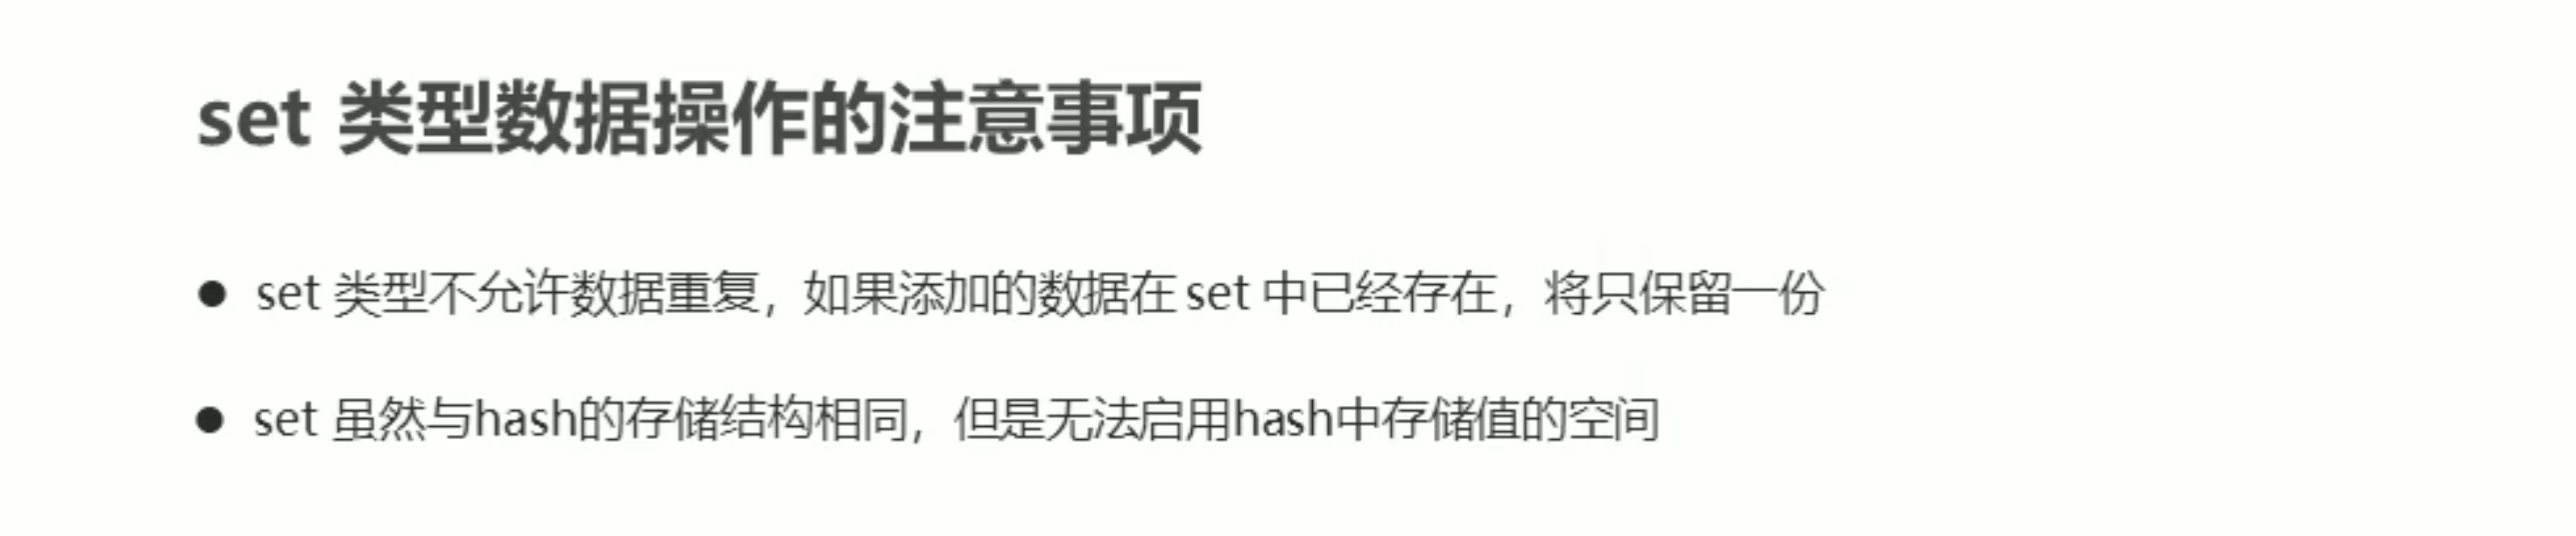 set 类型数据操作的注意事项
● set 类型不允许数据重复，如果添加的数据在 set 中已经存在，将只保留一份
● set 虽然与hash的存储结构相同，但是无法启用hash中存储值的空间